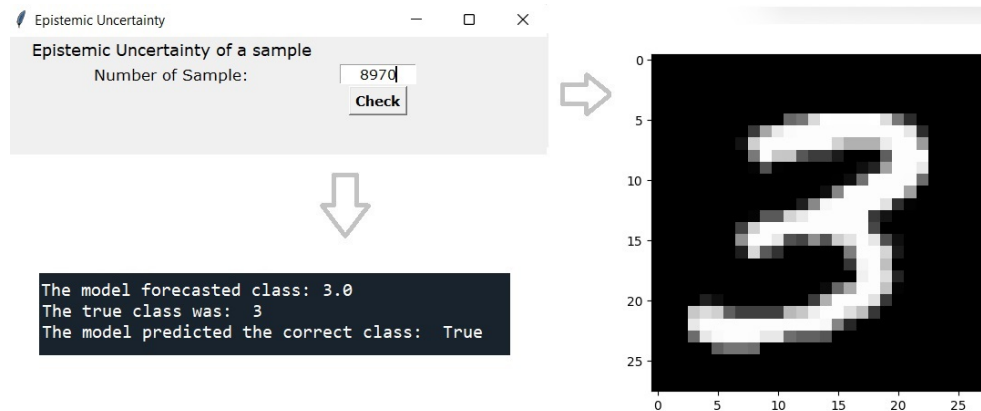 Epistemic Uncertainty
Epistemic Uncertainty of a sample
Number of Sample: 8970
Check
The model forecasted class: 3.0
The true class was: 3
The model predicted the correct class: True
0
5
10
15
20
25
0 5 10 15 20 25